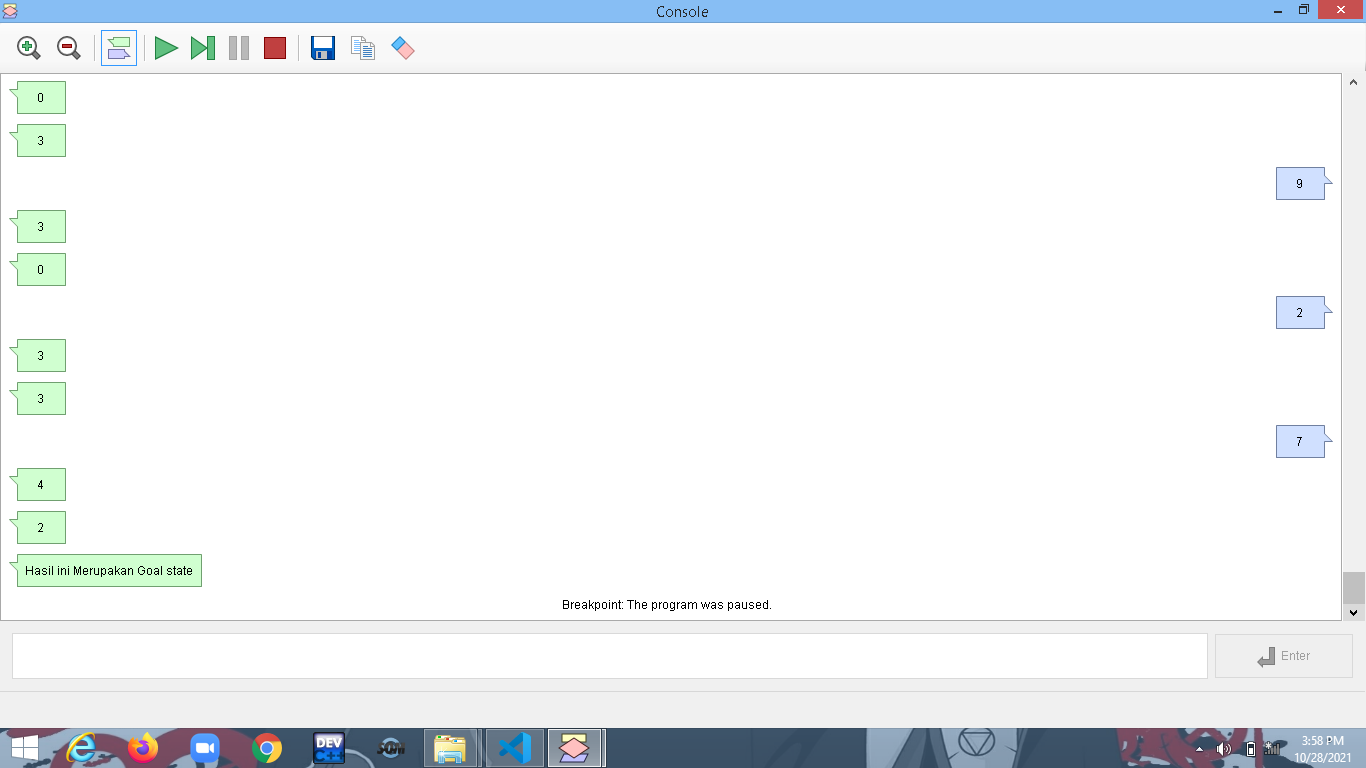 Console
0
3
9
3
0
2
3
3
7
4
2
Hasil ini Merupakan Goal state
Breakpoint: The program was paused.
Enter
DEV
C++
3:58 PM
10/28/2021